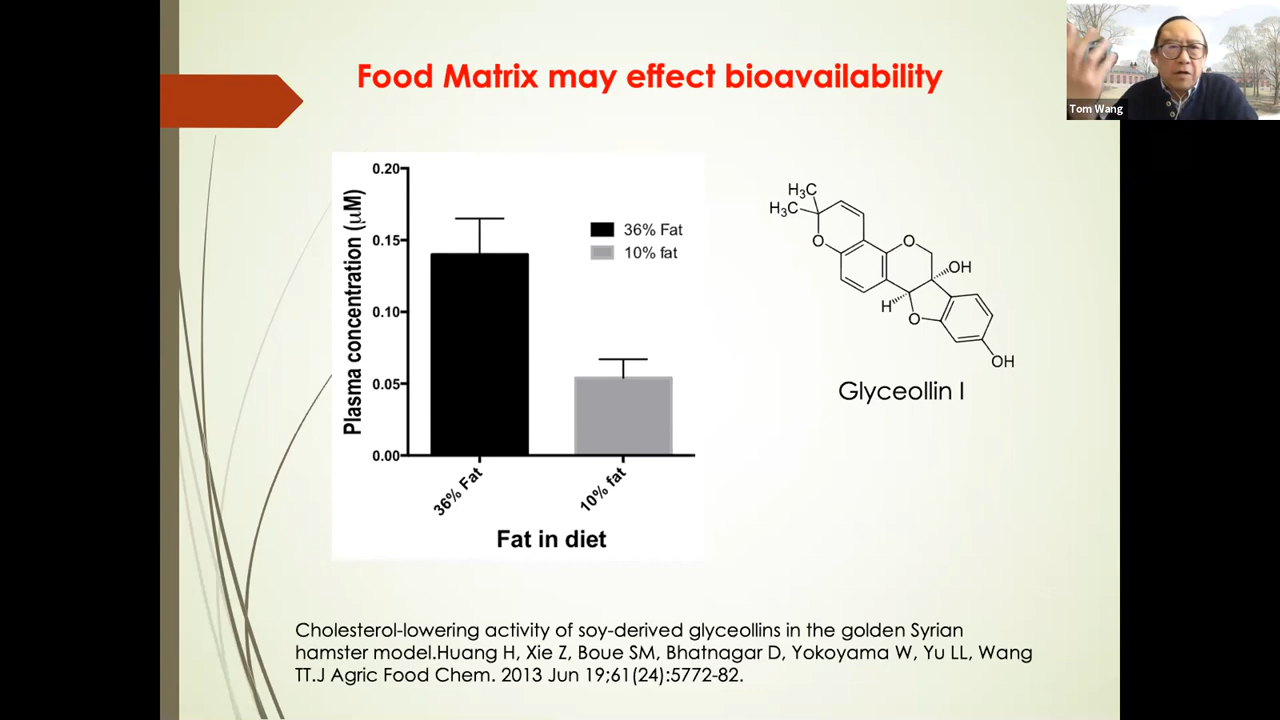 Food Matrix may effect bioavailability
Tom Wang
Plasma concentration (µM)
0.20
0.15
0.10
0.05
0.00
36% Fat
10% fat
36% Fat
10% fat
Fat in diet
H₃C
H₃C
O
O
OH
H
O
OH
Glyceollin I
Cholesterol-lowering activity of soy-derived glyceollins in the golden Syrian
hamster model.Huang H, Xie Z, Boue SM, Bhatnagar D, Yokoyama W, Yu LL, Wang
TT.J Agric Food Chem. 2013 Jun 19;61(24):5772-82.